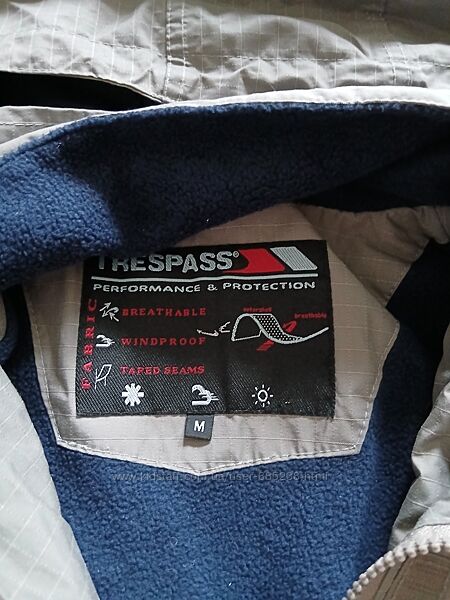 TRESPASS®
PERFORMANCE & PROTECTION
FABRIC
BREATHABLE
WINDPROOF
TAPED SEAMS
breathable
M